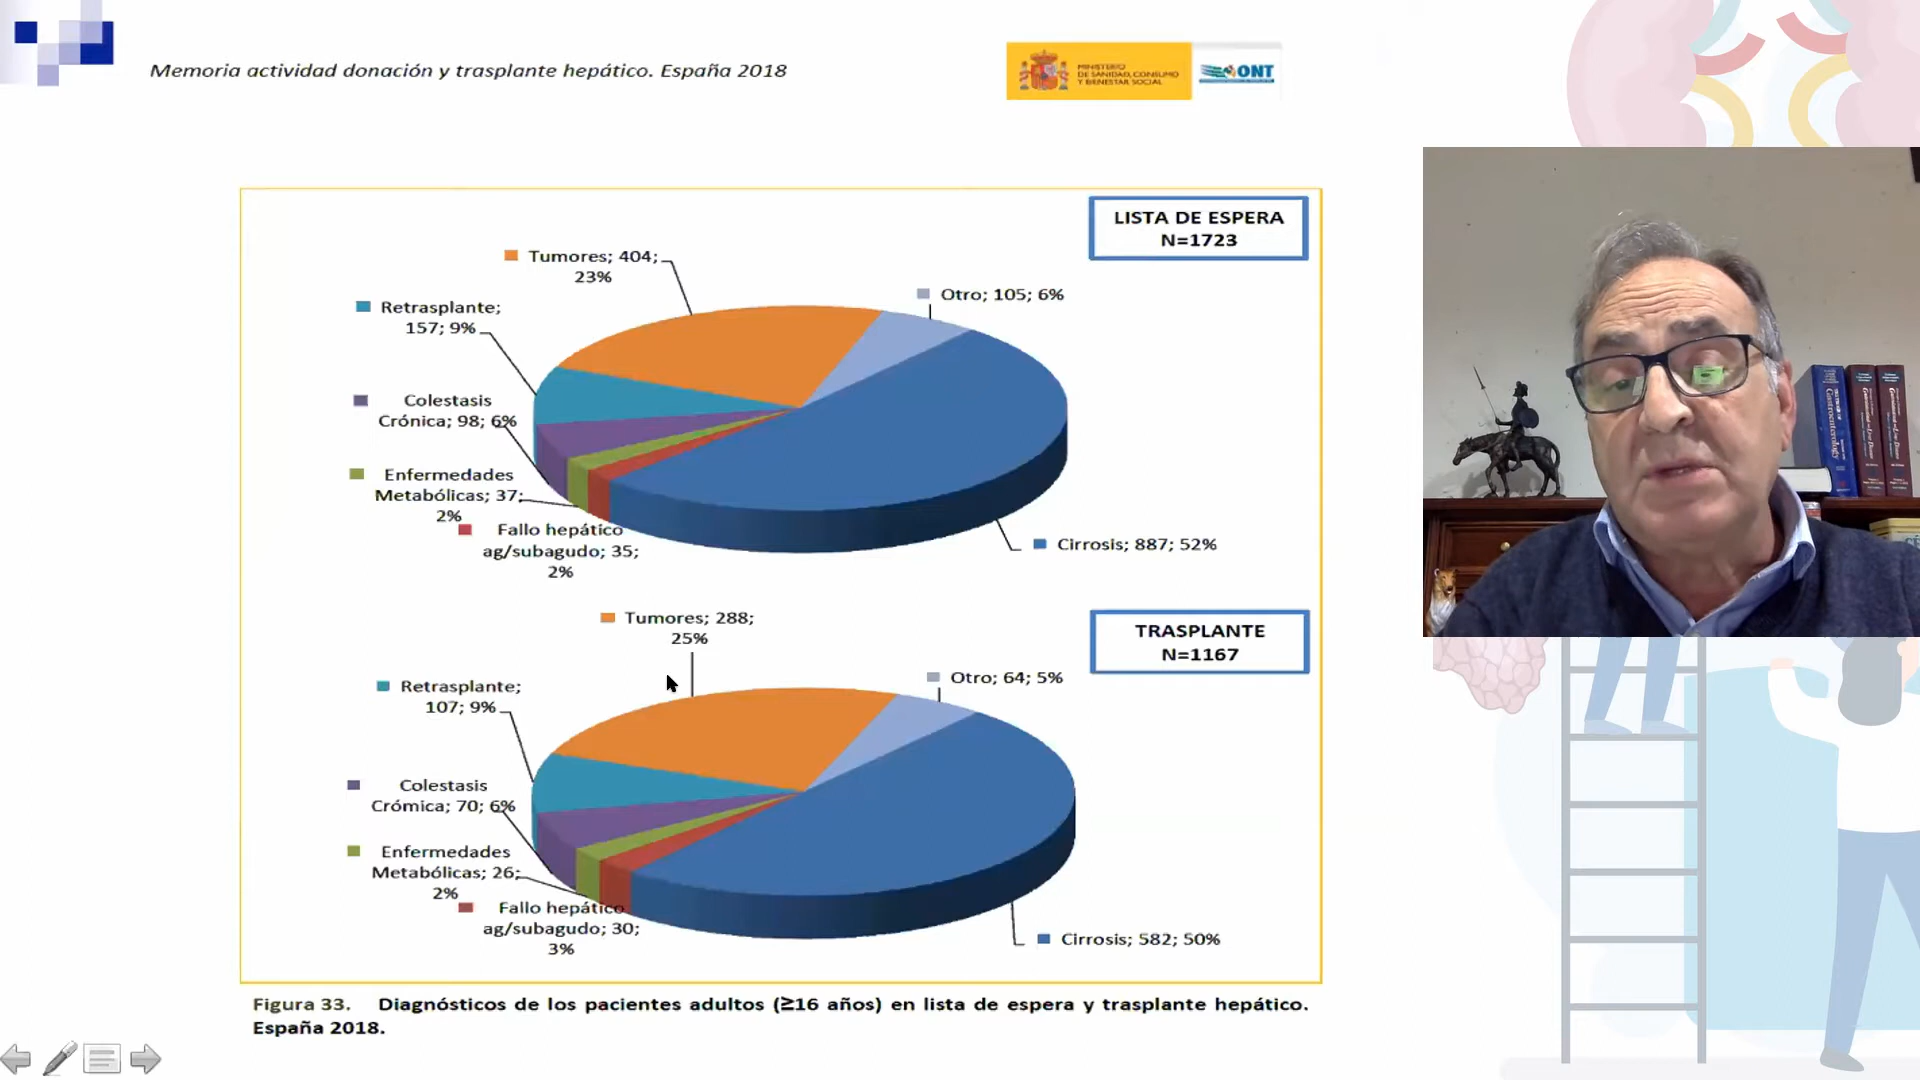 Memoria actividad donación y trasplante hepático. España 2018
MINISTERIO
DE SANIDAD, CONSUMO
Y BIENESTAR SOCIAL
ONT
LISTA DE ESPERA
N=1723
Tumores; 404;
23%
Otro; 105; 6%
Retrasplante;
157; 9%
Colestasis
Crónica; 98; 6%
Enfermedades
Metabólicas; 37;
2%
Fallo hepático
ag/subagudo; 35;
2%
Cirrosis; 887; 52%
TRASPLANTE
N=1167
Tumores; 288;
25%
Otro; 64; 5%
Retrasplante;
107; 9%
Colestasis
Crómica; 70; 6%
Enfermedades
Metabólicas; 26;
2%
Fallo hepático
ag/subagudo; 30;
3%
Cirrosis; 582; 50%
Figura 33. Diagnósticos de los pacientes adultos (≥16 años) en lista de espera y trasplante hepático.
España 2018.
Gastroenterology